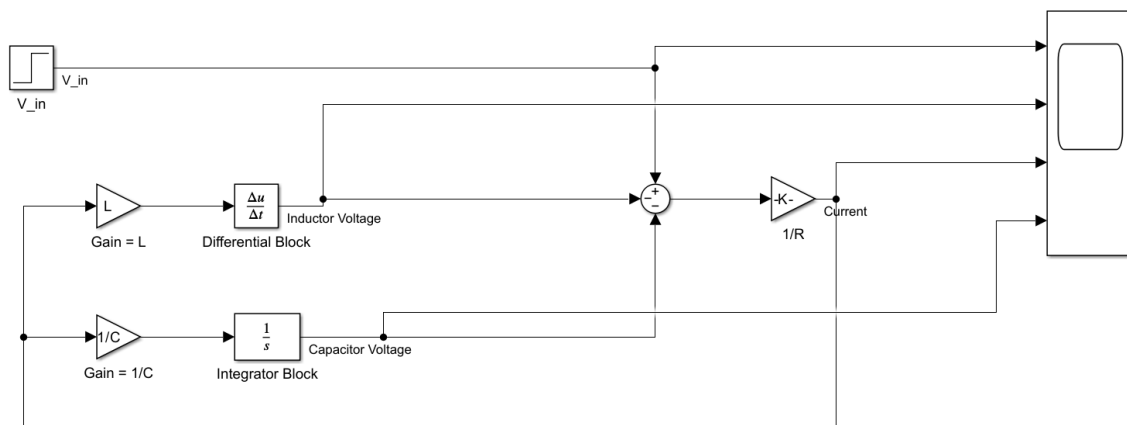 V_in
V_in
L
Δu
Δt
Inductor Voltage
Gain = L
Differential Block
+
−
−
-K-
Current
1/R
1/C
1
s
Capacitor Voltage
Gain = 1/C
Integrator Block